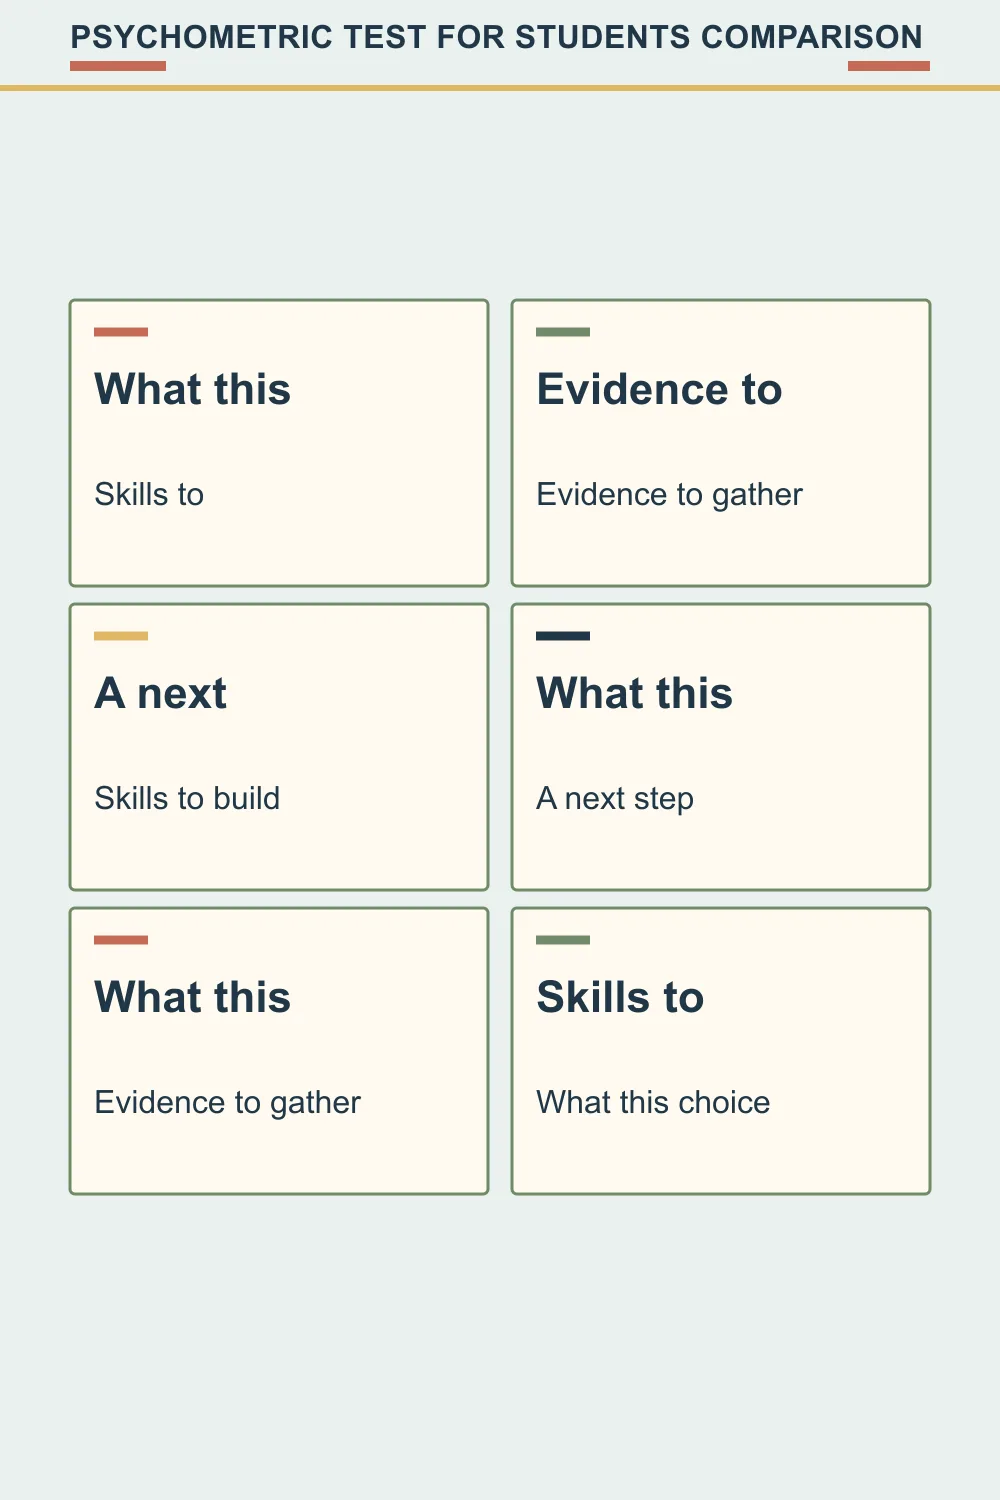 PSYCHOMETRIC TEST FOR STUDENTS COMPARISON
What this
Skills to
Evidence to
Evidence to gather
A next
Skills to build
What this
A next step
What this
Evidence to gather
Skills to
What this choice